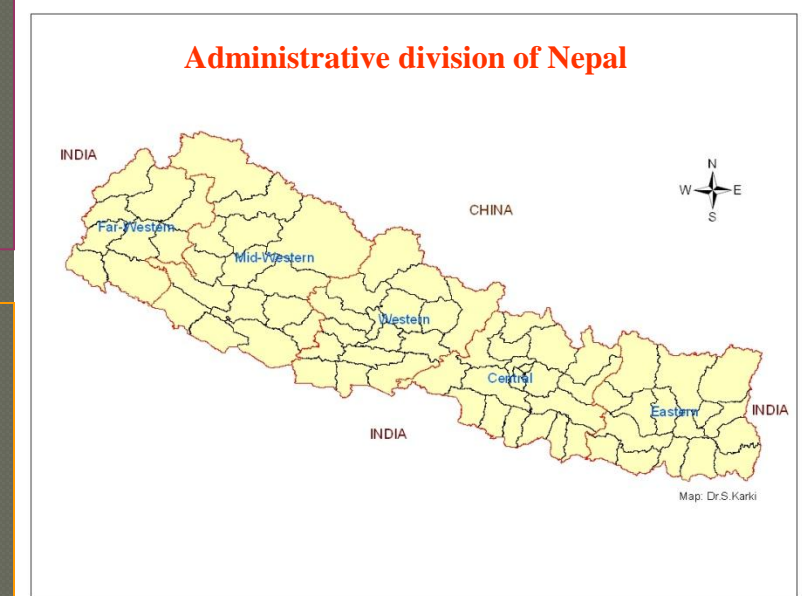 Administrative division of Nepal
INDIA
N
W E
S
CHINA
Far-Western
Mid-Western
Western
Central
Eastern
INDIA
INDIA
Map: Dr.S.Karki